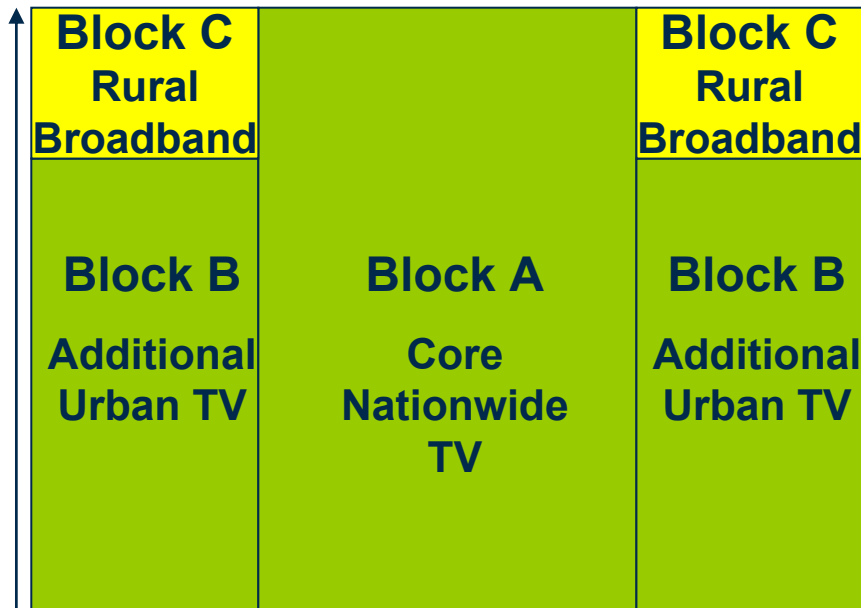 Block C
Rural
Broadband
Block C
Rural
Broadband
Block B
Additional
Urban TV
Block A
Core
Nationwide
TV
Block B
Additional
Urban TV